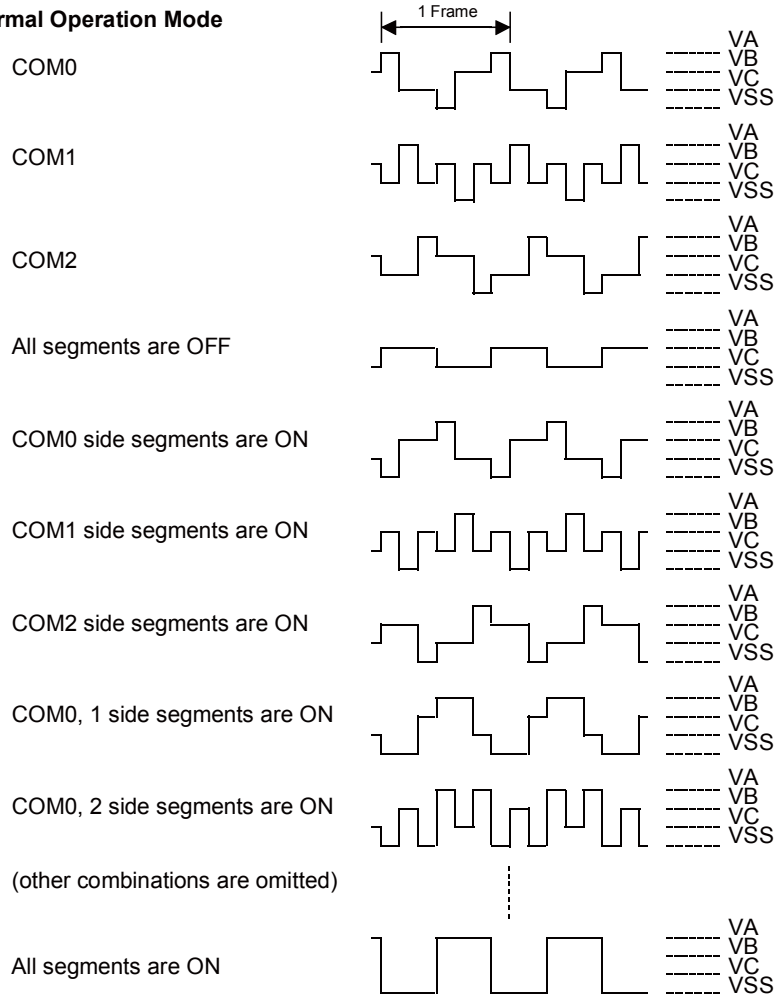 rmal Operation Mode
1 Frame
COM0
VA
VB
VC
VSS
COM1
VA
VB
VC
VSS
COM2
VA
VB
VC
VSS
All segments are OFF
VA
VB
VC
VSS
COM0 side segments are ON
VA
VB
VC
VSS
COM1 side segments are ON
VA
VB
VC
VSS
COM2 side segments are ON
VA
VB
VC
VSS
COM0, 1 side segments are ON
VA
VB
VC
VSS
COM0, 2 side segments are ON
VA
VB
VC
VSS
(other combinations are omitted)
All segments are ON
VA
VB
VC
VSS